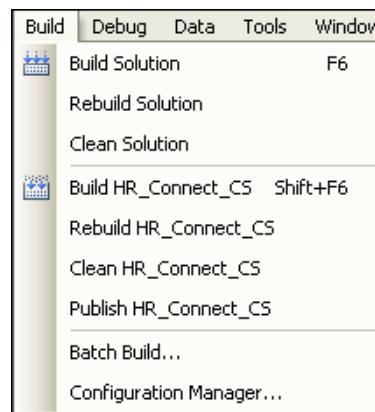 Build Debug Data Tools Window
Build Solution F6
Rebuild Solution
Clean Solution
Build HR_Connect_CS Shift+F6
Rebuild HR_Connect_CS
Clean HR_Connect_CS
Publish HR_Connect_CS
Batch Build...
Configuration Manager...